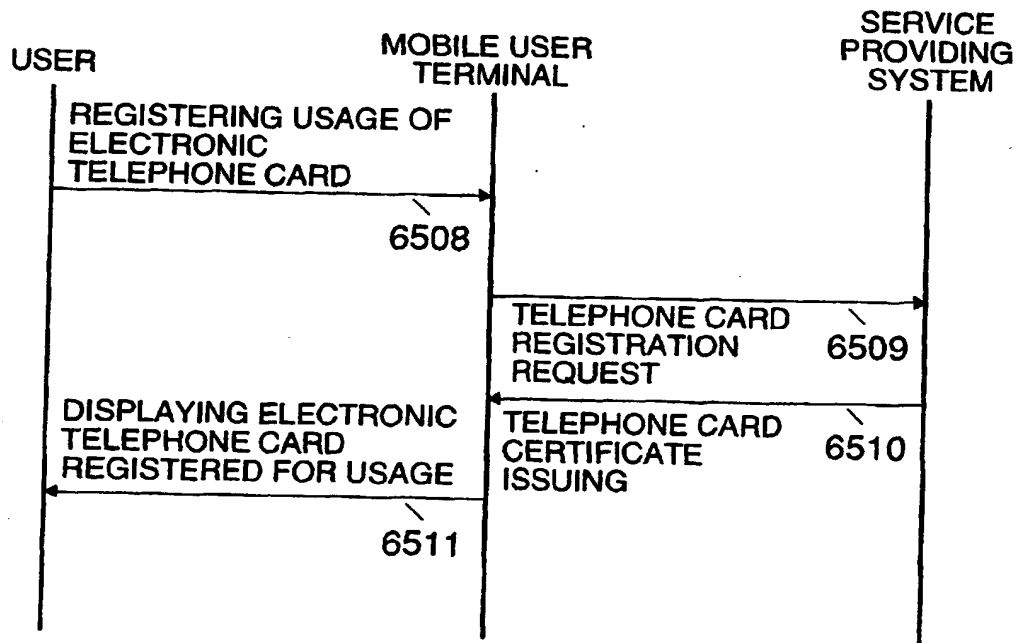 USER
MOBILE USER
TERMINAL
SERVICE
PROVIDING
SYSTEM
REGISTERING USAGE OF
ELECTRONIC
TELEPHONE CARD
6508
TELEPHONE CARD
REGISTRATION
REQUEST
6509
DISPLAYING ELECTRONIC
TELEPHONE CARD
REGISTERED FOR USAGE
TELEPHONE CARD
CERTIFICATE
ISSUING
6510
6511